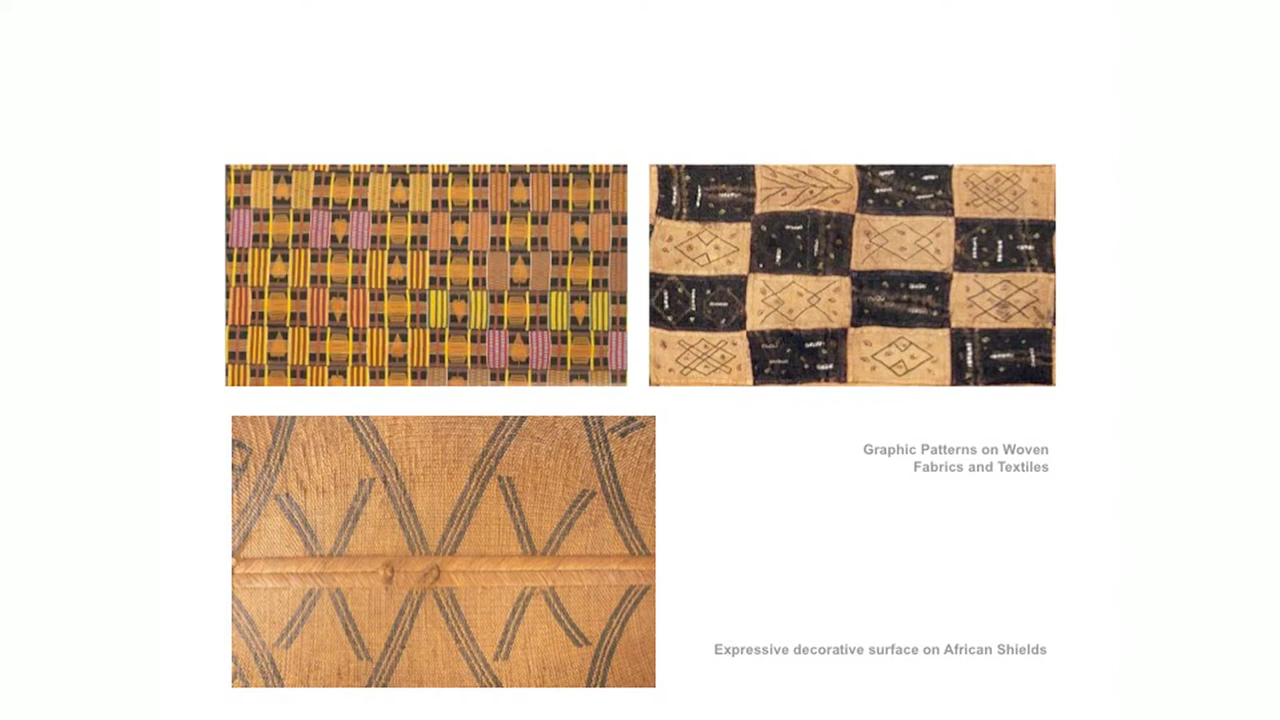 Graphic Patterns on Woven
Fabrics and Textiles
Expressive decorative surface on African Shields